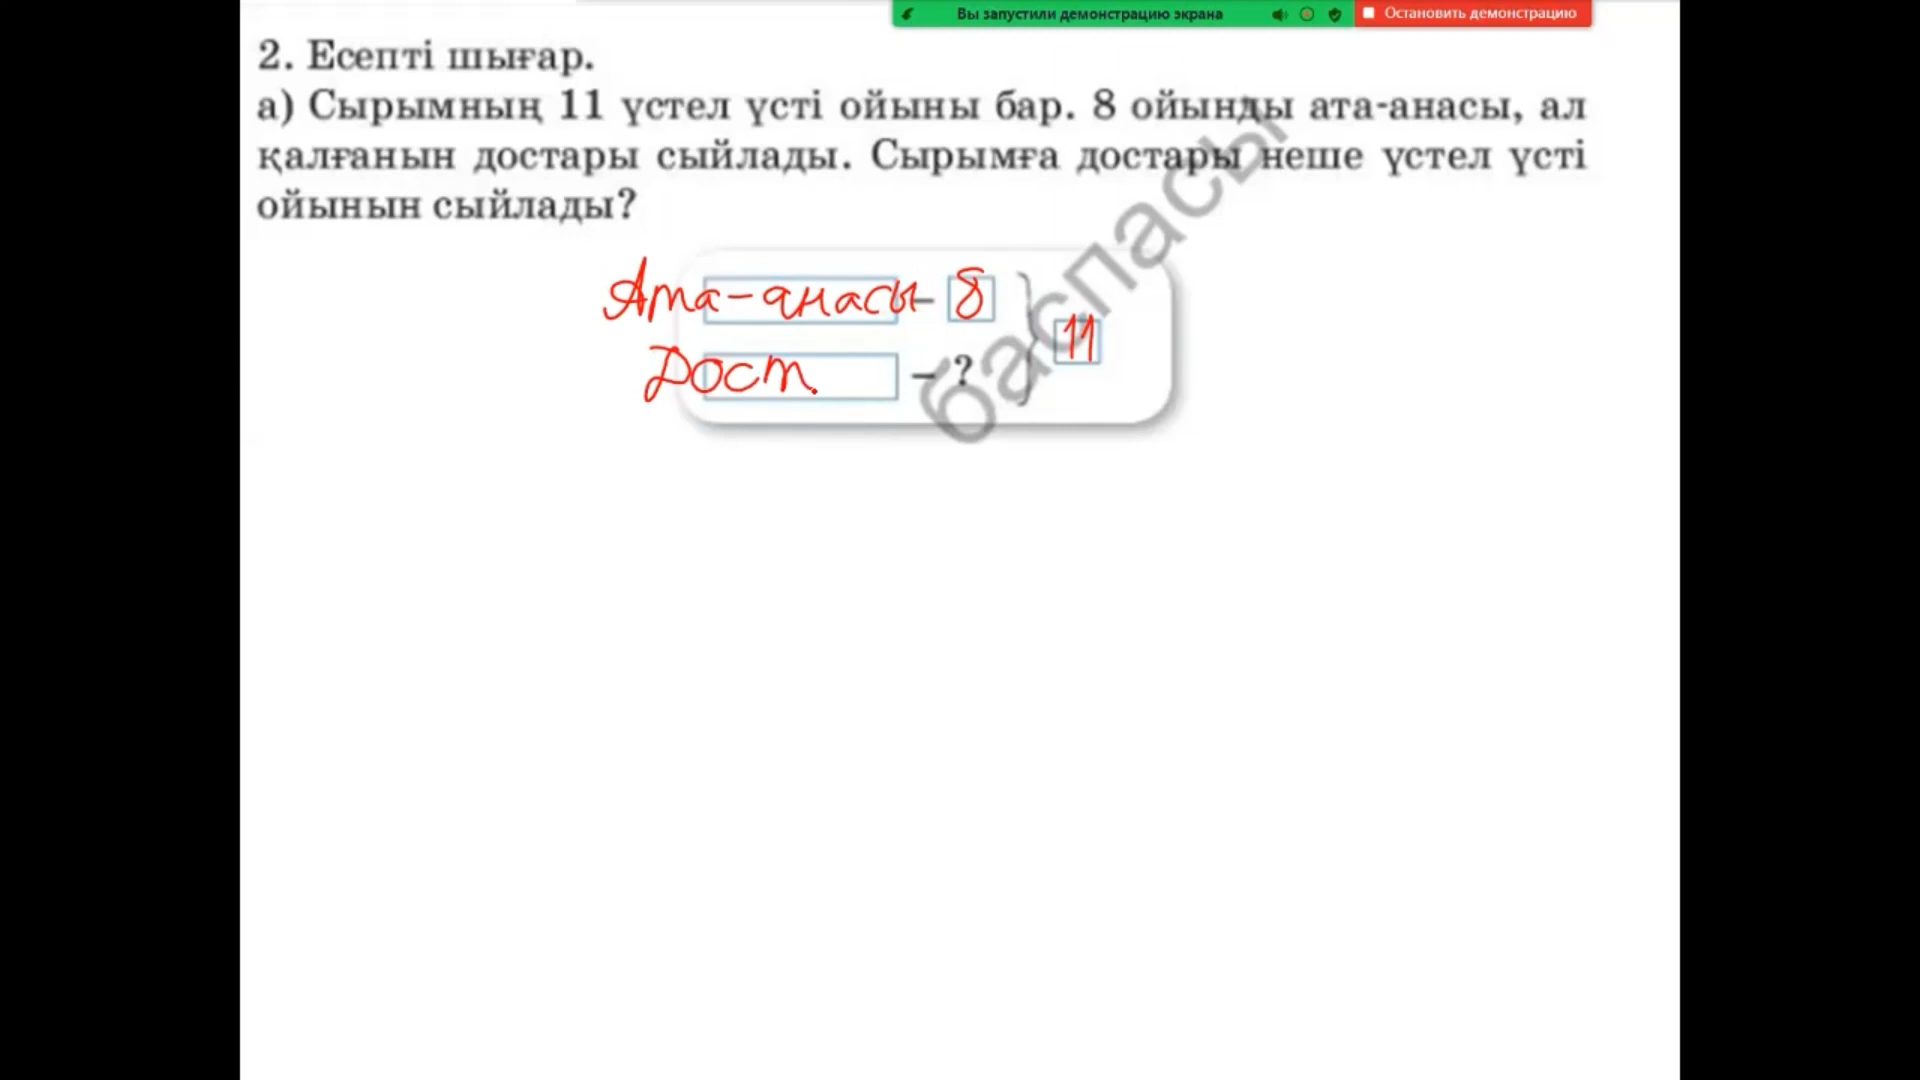 Вы запустили демонстрацию экрана Остановить демонстрацию
2. Есепті шығар.
а) Сырымның 11 үстел үсті ойыны бар. 8 ойынды ата-анасы, ал
қалғанын достары сыйлады. Сырымға достары неше үстел үсті
ойынын сыйлады?
Ата-анасы – 8
11
Дост. – ?
баспасы